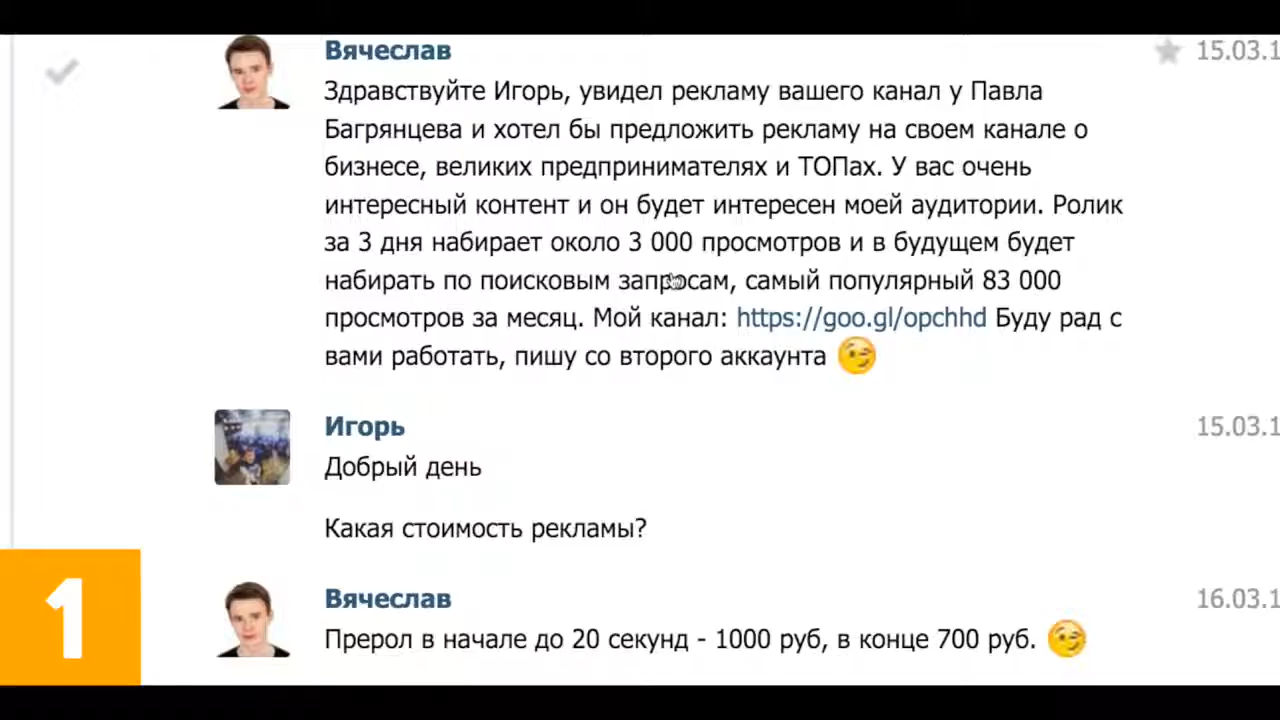 Вячеслав 15.03.1
Здравствуйте Игорь, увидел рекламу вашего канал у Павла
Багрянцева и хотел бы предложить рекламу на своем канале о
бизнесе, великих предпринимателях и ТОПах. У вас очень
интересный контент и он будет интересен моей аудитории. Ролик
за 3 дня набирает около 3 000 просмотров и в будущем будет
набирать по поисковым запросам, самый популярный 83 000
просмотров за месяц. Мой канал: https://goo.gl/opchhd Буду рад с
вами работать, пишу со второго аккаунта
Игорь 15.03.1
Добрый день
Какая стоимость рекламы?
Вячеслав 16.03.1
Прерол в начале до 20 секунд - 1000 руб, в конце 700 руб.
1